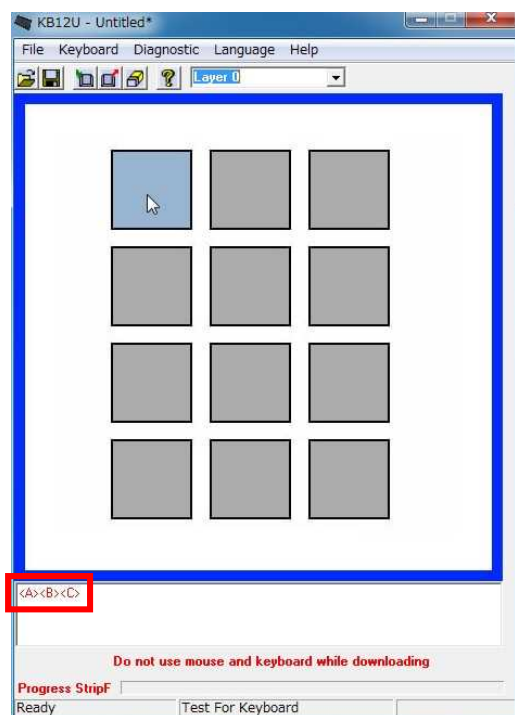 KB12U - Untitled*
File Keyboard Diagnostic Language Help
Layer 0
<A><B><C>
Do not use mouse and keyboard while downloading
Progress StripF
Ready Test For Keyboard